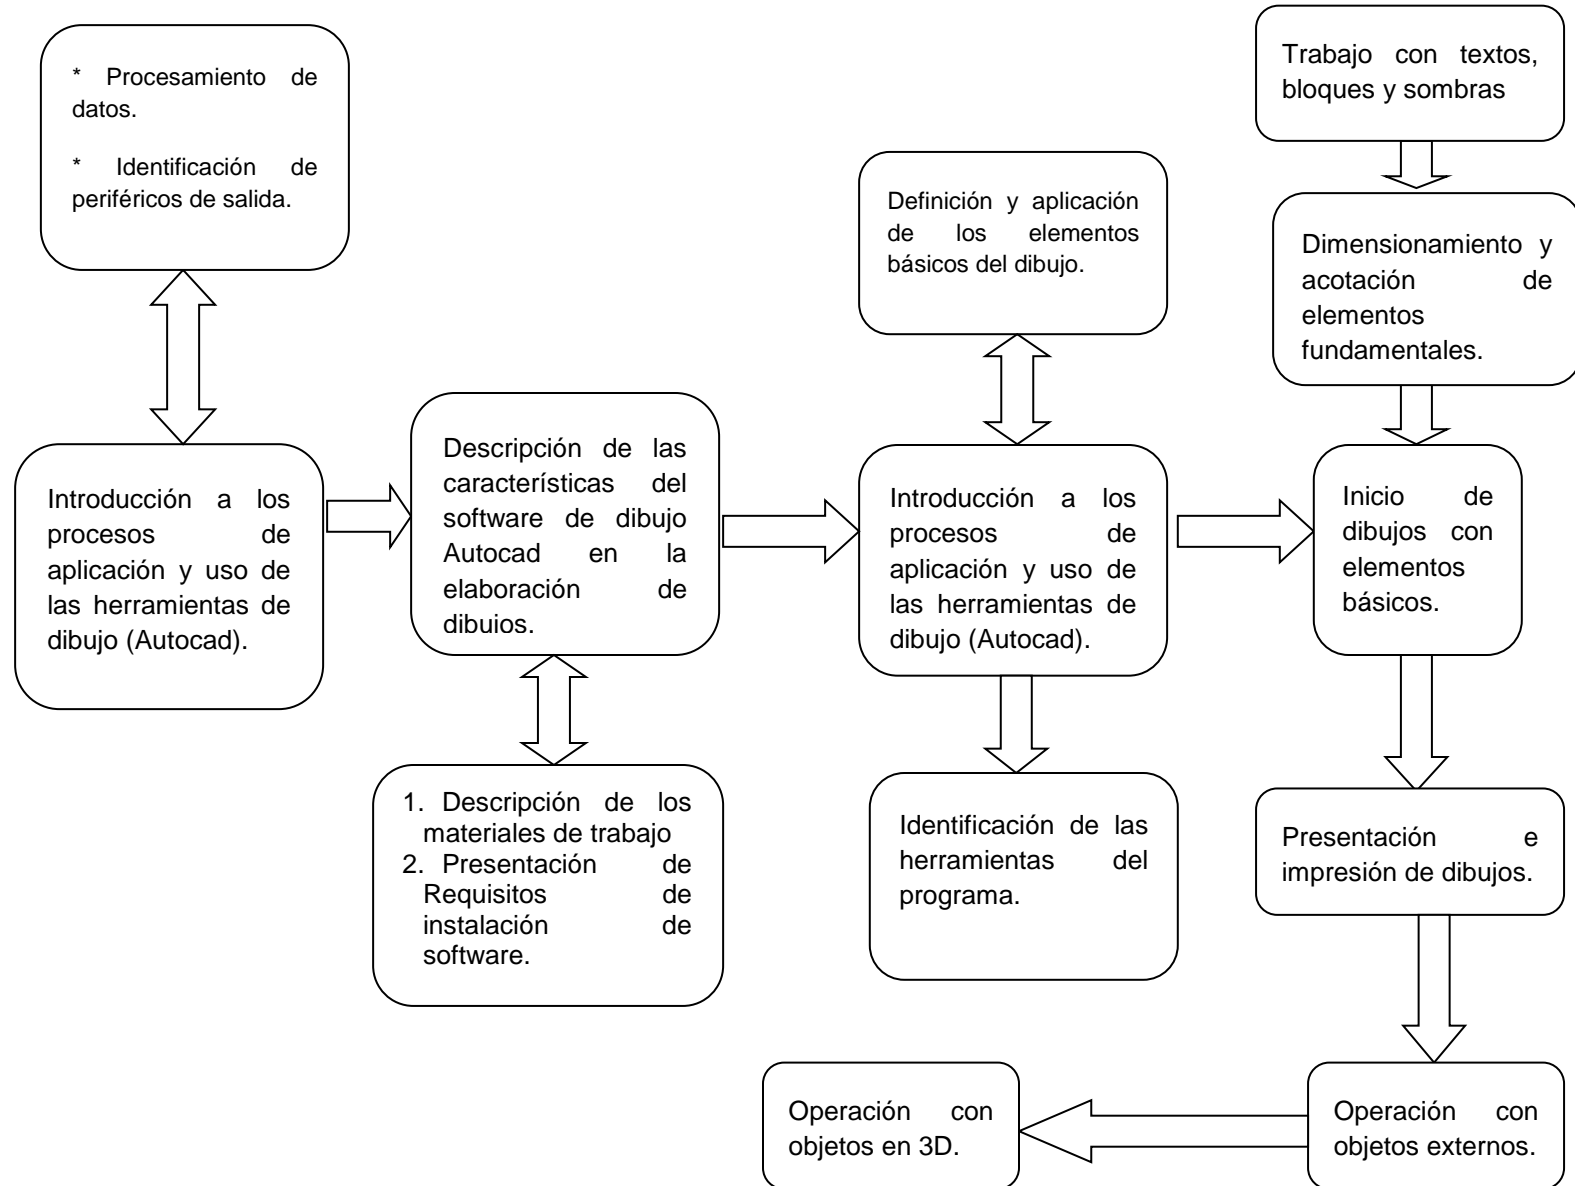 * Procesamiento de
datos.
* Identificación de
periféricos de salida.
Introducción a los
procesos de
aplicación y uso de
las herramientas de
dibujo (Autocad).
Descripción de las
características del
software de dibujo
Autocad en la
elaboración de
dibuios.
1. Descripción de los
materiales de trabajo
2. Presentación de
Requisitos de
instalación de
software.
Definición y aplicación
de los elementos
básicos del dibujo.
Introducción a los
procesos de
aplicación y uso de
las herramientas de
dibujo (Autocad).
Identificación de las
herramientas del
programa.
Trabajo con textos,
bloques y sombras
Dimensionamiento y
acotación de
elementos
fundamentales.
Inicio de
dibujos con
elementos
básicos.
Presentación e
impresión de dibujos.
Operación con
objetos externos.
Operación con
objetos en 3D.